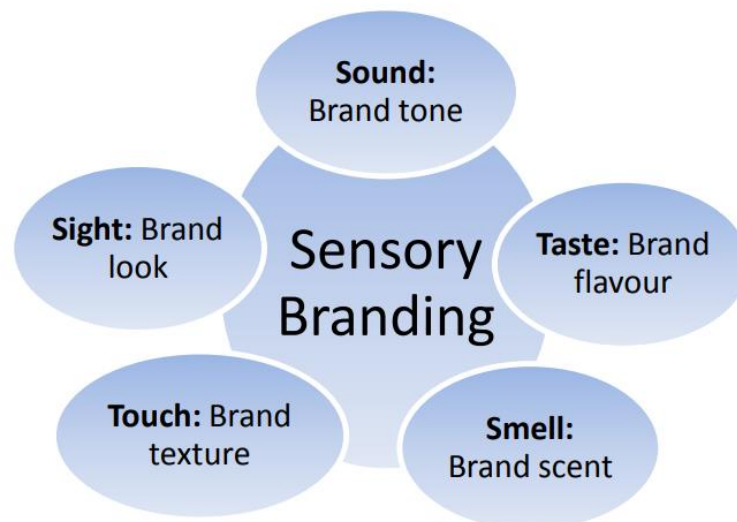 Sound:
Brand tone
Sight: Brand
look
Sensory
Branding
Taste: Brand
flavour
Touch: Brand
texture
Smell:
Brand scent